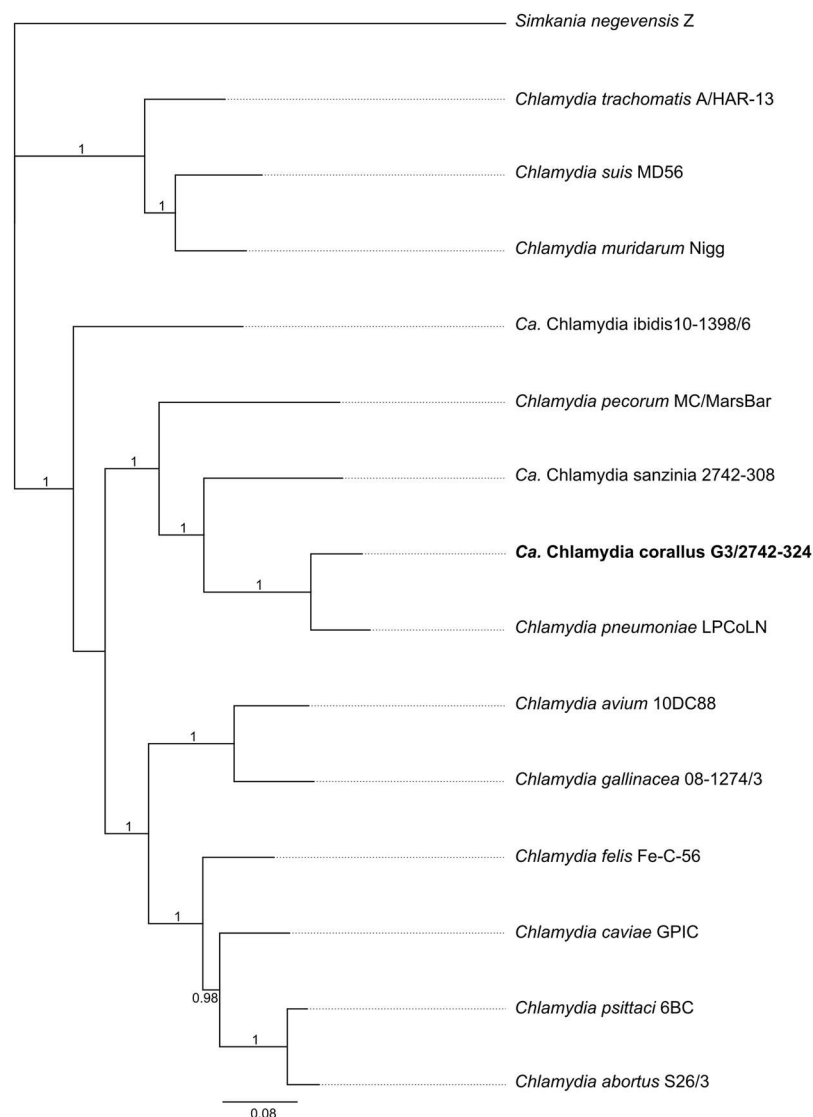 Simkania negevensis Z
Chlamydia trachomatis A/HAR-13
1
Chlamydia suis MD56
1
Chlamydia muridarum Nigg
Ca. Chlamydia ibidis10-1398/6
Chlamydia pecorum MC/MarsBar
1
Ca. Chlamydia sanzinia 2742-308
1
1
Ca. Chlamydia corallus G3/2742-324
1
Chlamydia pneumoniae LPCoLN
Chlamydia avium 10DC88
1
Chlamydia gallinacea 08-1274/3
1
Chlamydia felis Fe-C-56
1
Chlamydia caviae GPIC
0.98
Chlamydia psittaci 6BC
1
Chlamydia abortus S26/3
0.08